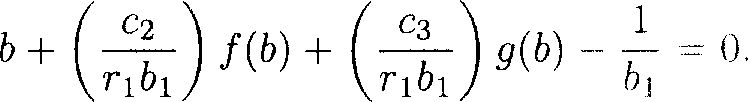 b + \left( \frac{c_2}{r_1 b_1} \right) f(b) + \left( \frac{c_3}{r_1 b_1} \right) g(b) - \frac{1}{b_1} = 0.